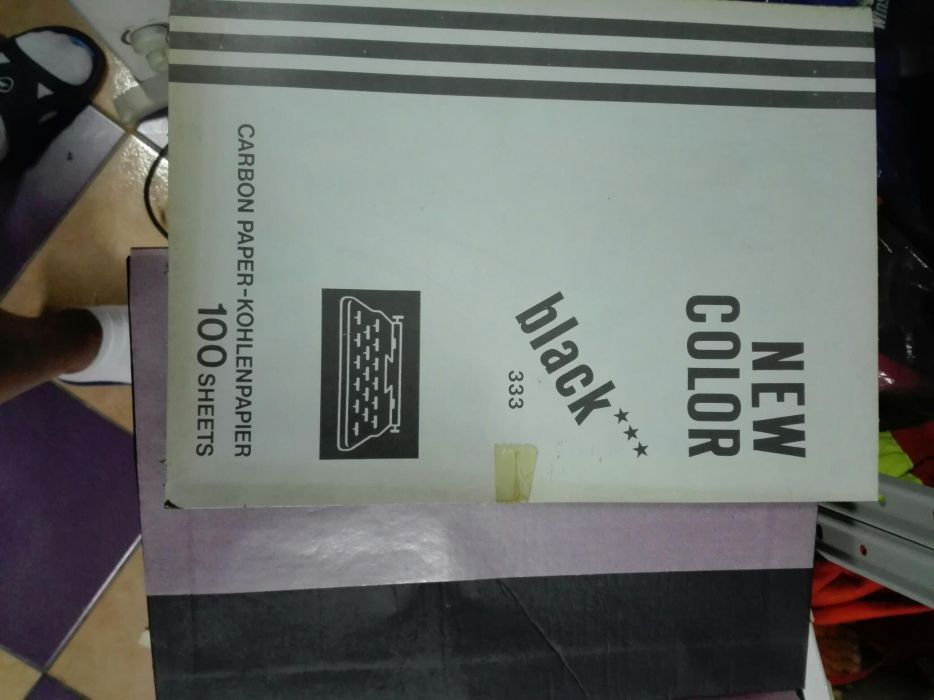 NEW
COLOR
black***
333
CARBON PAPER-KOHLENPAPIER
100 SHEETS